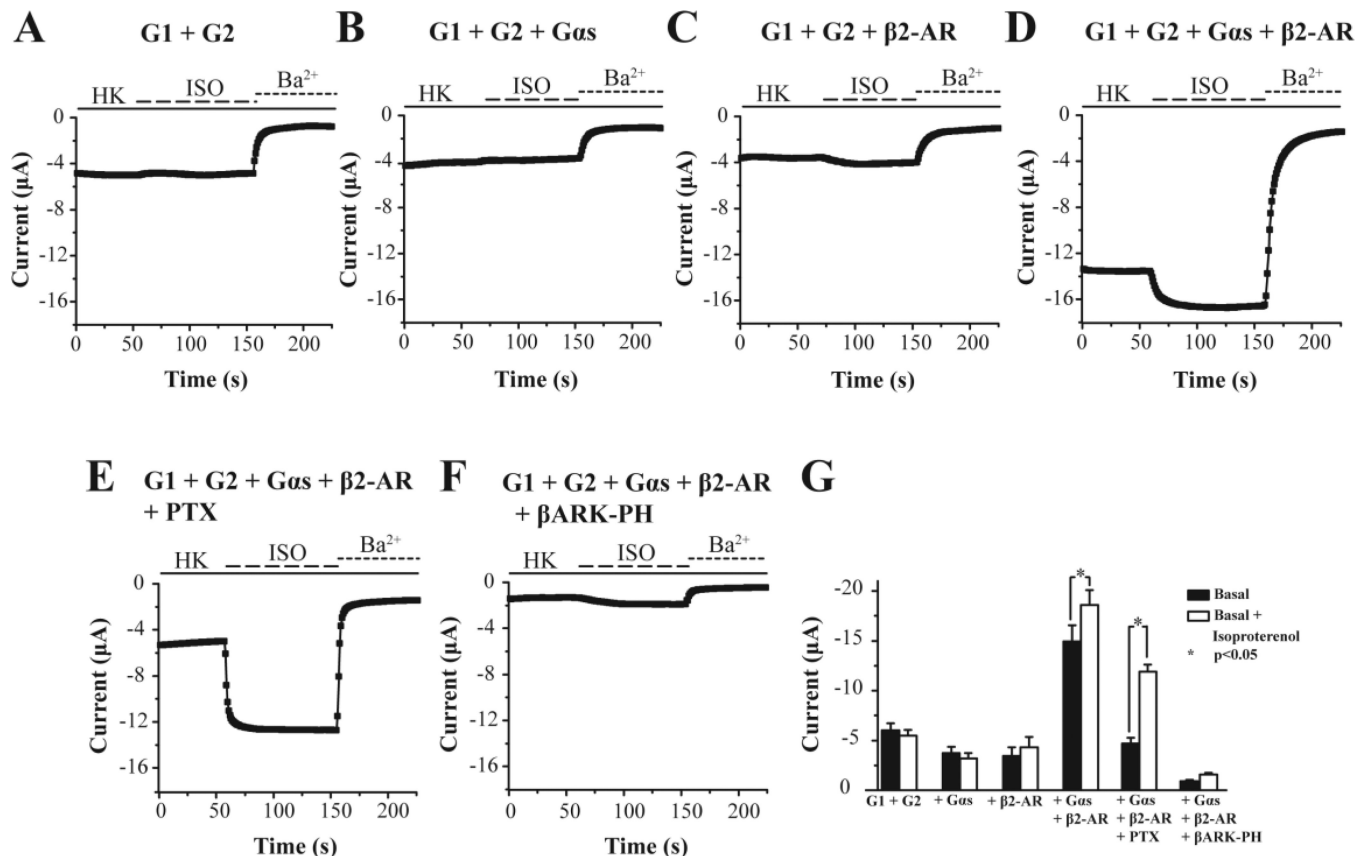 A G1 + G2
B G1 + G2 + Gαs
C G1 + G2 + β2-AR
D G1 + G2 + Gαs + β2-AR
HK ISO Ba2+
HK ISO Ba2+
HK ISO Ba2+
HK ISO Ba2+
0
-4
-8
-12
-16
Current (μA)
0 50 100 150 200
Time (s)
0
-4
-8
-12
-16
Current (μA)
0 50 100 150 200
Time (s)
0
-4
-8
-12
-16
Current (μA)
0 50 100 150 200
Time (s)
0
-4
-8
-12
-16
Current (μA)
0 50 100 150 200
Time (s)
E G1 + G2 + Gαs + β2-AR
+ PTX
HK ISO Ba2+
0
-4
-8
-12
-16
Current (μA)
0 50 100 150 200
Time (s)
F G1 + G2 + Gαs + β2-AR
+ βARK-PH
HK ISO Ba2+
0
-4
-8
-12
-16
Current (μA)
0 50 100 150 200
Time (s)
G
-20
-15
-10
-5
0
Current (μA)
*
*
Basal
Basal +
Isoproterenol
* p<0.05
G1 + G2
+ Gαs
+ β2-AR
+ Gαs
+ β2-AR
+ Gαs
+ β2-AR
+ PTX
+ Gαs
+ β2-AR
+ βARK-PH